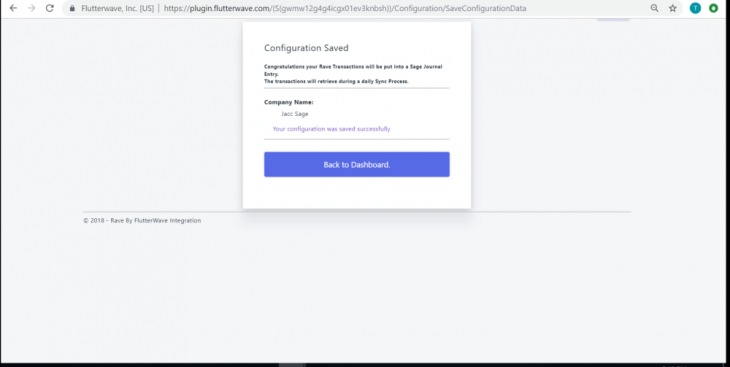 Flutterwave, Inc. [US] | https://plugin.flutterwave.com/(S(gwmw12g4g4icgx01ev3knbsh))/Configuration/SaveConfigurationData
T
Configuration Saved
Congratulations your Rave Transactions will be put into a Sage Journal
Entry.
The transactions will retrieve during a daily Sync Process.
Company Name:
Jacc Sage
Your configuration was saved successfully
Back to Dashboard.
© 2018 - Rave By FlutterWave Integration